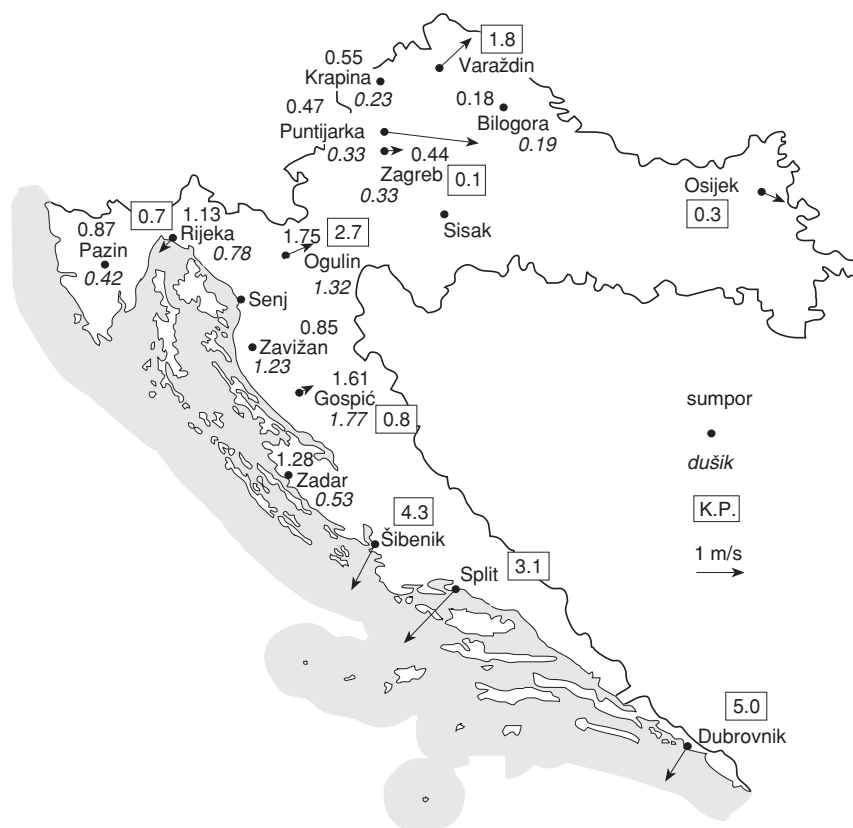 0.55
Krapina
0.23
1.8
Varaždin
0.47
Puntijarka
0.33
0.18
Bilogora
0.19
0.44
Zagreb
0.33
0.1
Osijek
0.3
Sisak
0.87
Pazin
0.42
0.7
1.13
Rijeka
0.78
1.75
2.7
Ogulin
1.32
Senj
0.85
Zavižan
1.23
1.61
Gospić
1.77
0.8
1.28
Zadar
0.53
4.3
Šibenik
Split
3.1
5.0
Dubrovnik
sumpor
dušik
K.P.
1 m/s